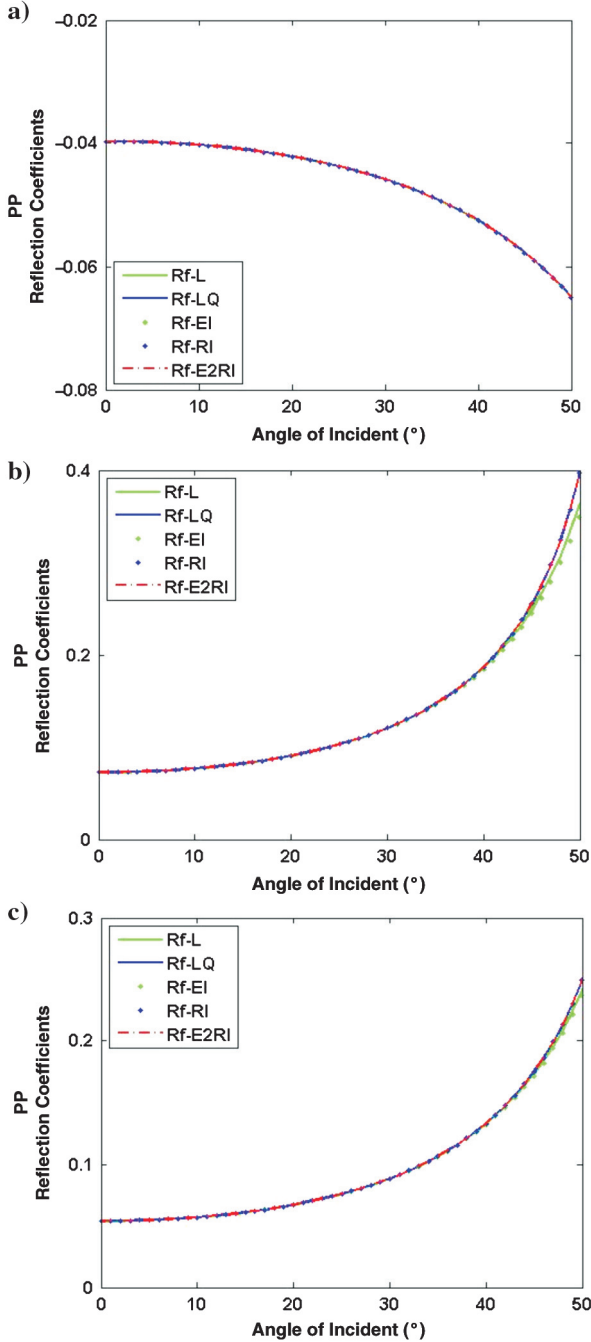 a)
−0.02
−0.04
−0.06
−0.08
PP
Reflection Coefficients
Rf-L
Rf-LQ
Rf-EI
Rf-RI
Rf-E2RI
0 10 20 30 40 50
Angle of Incident (°)
b)
0.4
0.2
0
PP
Reflection Coefficients
Rf-L
Rf-LQ
Rf-EI
Rf-RI
Rf-E2RI
0 10 20 30 40 50
Angle of Incident (°)
c)
0.3
0.2
0.1
0
PP
Reflection Coefficients
Rf-L
Rf-LQ
Rf-EI
Rf-RI
Rf-E2RI
0 10 20 30 40 50
Angle of Incident (°)